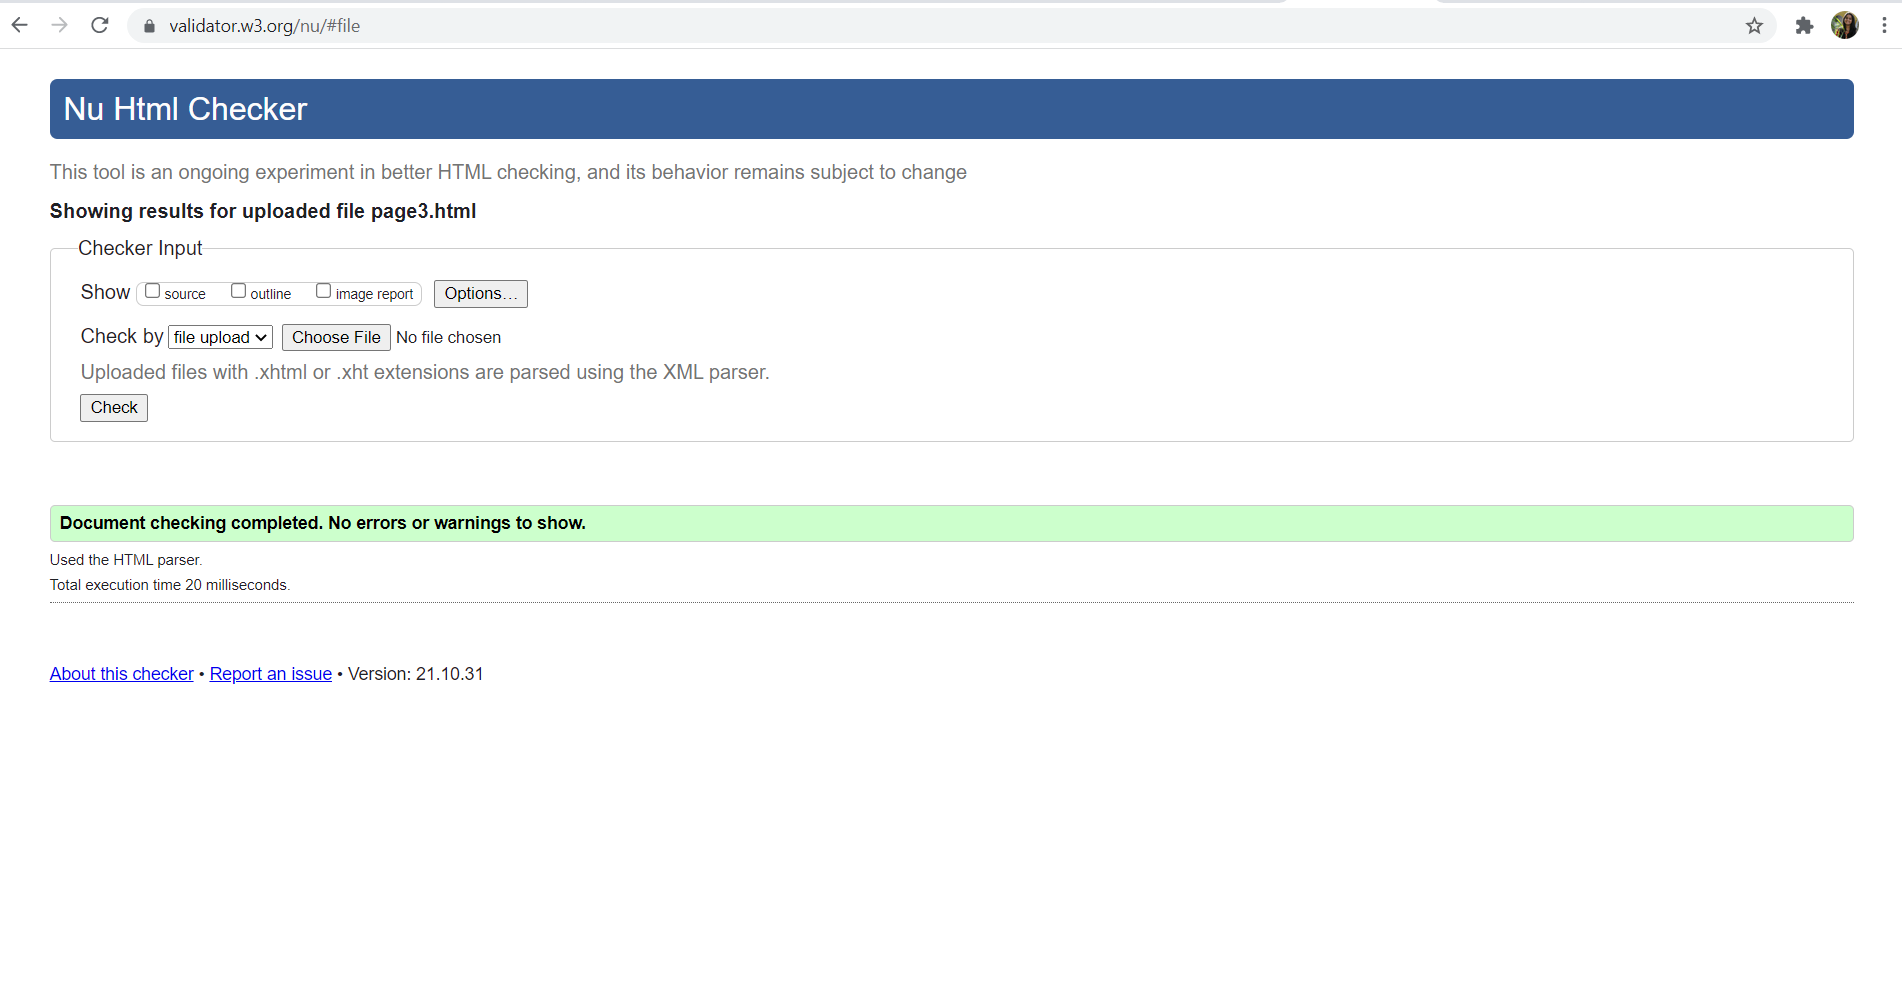 validator.w3.org/nu/#file
Nu Html Checker
This tool is an ongoing experiment in better HTML checking, and its behavior remains subject to change
Showing results for uploaded file page3.html
Checker Input
Show source outline image report Options...
Check by file upload Choose File No file chosen
Uploaded files with .xhtml or .xht extensions are parsed using the XML parser.
Check
Document checking completed. No errors or warnings to show.
Used the HTML parser.
Total execution time 20 milliseconds.
About this checker • Report an issue • Version: 21.10.31